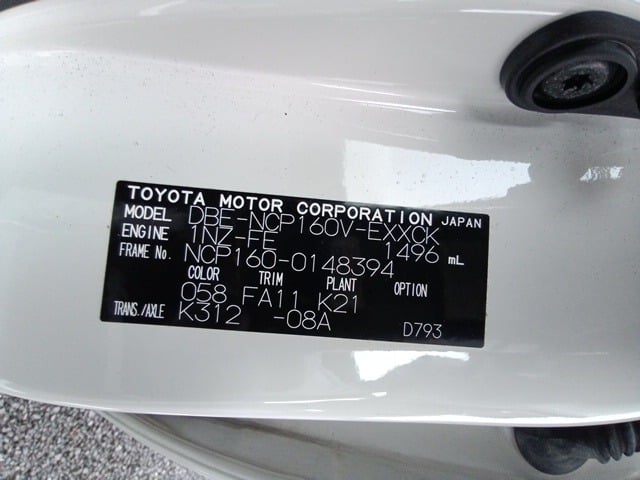 TOYOTA MOTOR CORPORATION JAPAN
MODEL DBE-NCP160V-EXXCK
ENGINE 1NZ-FE 1496 mL
FRAME No. NCP160-0148394
COLOR TRIM PLANT OPTION
058 FA11 K21
TRANS./AXLE K312 -08A
D793